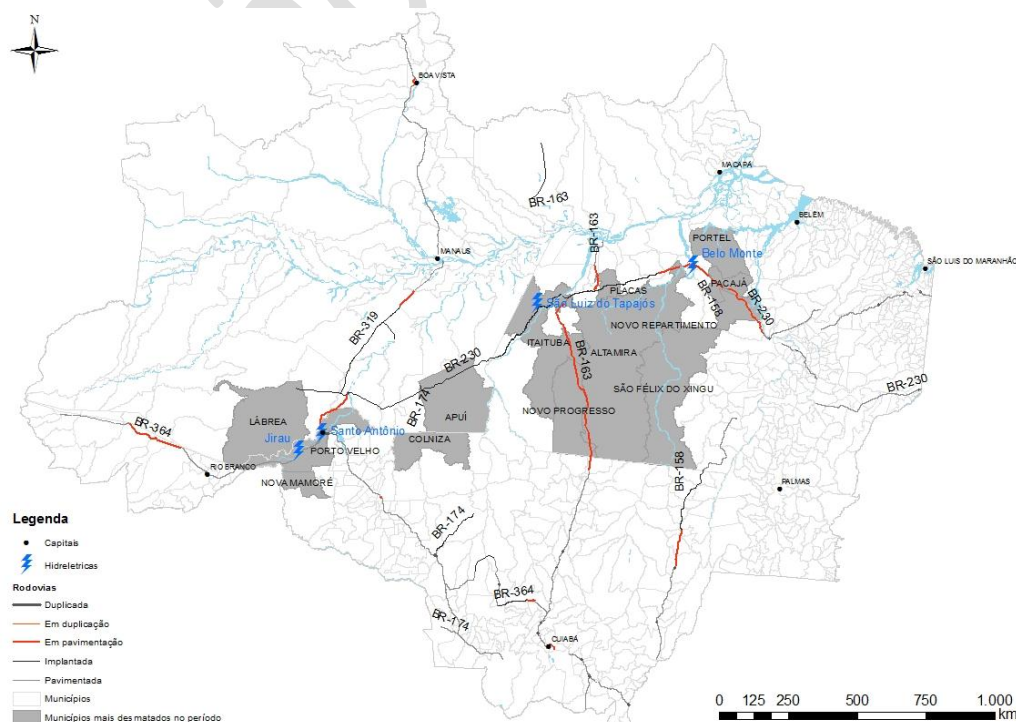 N
BOA VISTA
MACAPÁ
BR-163
BELÉM
BR-163
PORTEL
MANAUS
Belo Monte
SÃO LUIS DO MARANHÃO
PLACAS
PACAJÁ
São Luiz do Tapajós
BR-158
BR-230
BR-319
NOVO REPARTIMENTO
ITAITUBA
ALTAMIRA
BR-163
BR-230
SÃO FÉLIX DO XINGU
BR-230
BR-174
NOVO PROGRESSO
APUÍ
LÁBREA
BR-364
Santo Antônio
COLNIZA
Jirau
PORTO VELHO
BR-158
RIO BRANCO
NOVA MAMORÉ
PALMAS
BR-174
BR-364
BR-174
CUIABÁ
Legenda
Capitais
Hidreletricas
Rodovias
Duplicada
Em duplicação
Em pavimentação
Implantada
Pavimentada
Municípios
Municípios mais desmatados no período
0 125 250 500 750 1.000
km